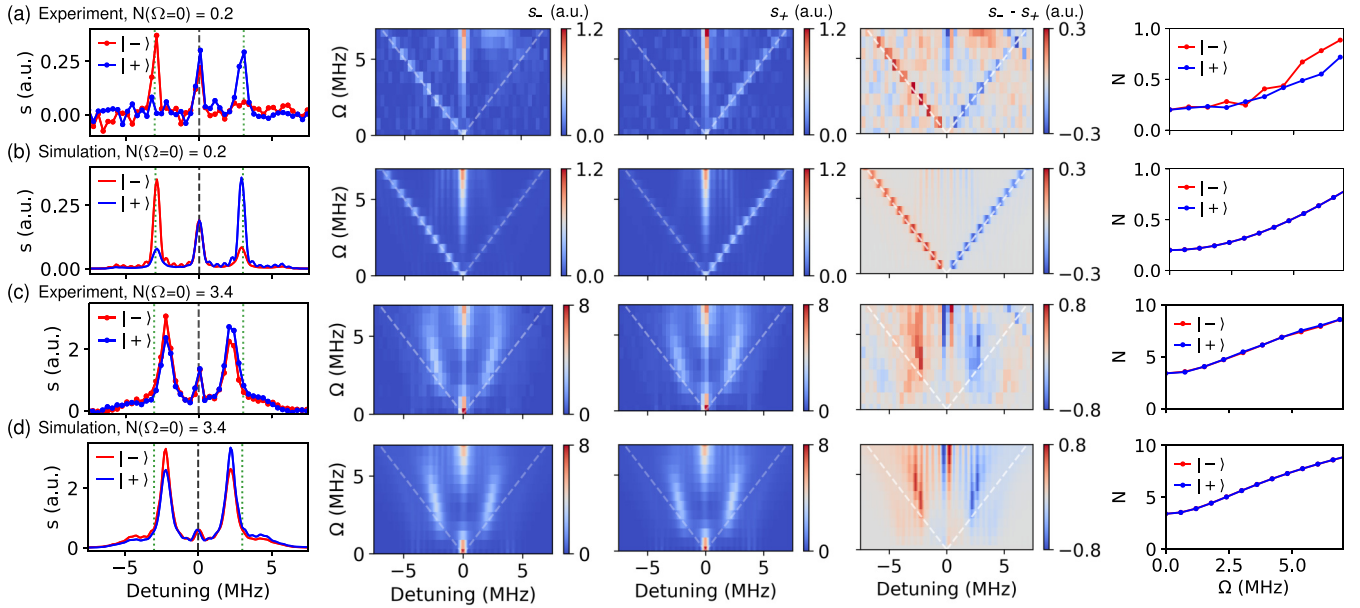 (a) Experiment, N(Ω=0) = 0.2
s₋ (a.u.)
s₊ (a.u.)
s₋ - s₊ (a.u.)
s (a.u.)
0.25
0.00
|−⟩
|+⟩
Ω (MHz)
5
0
1.2
0.0
1.2
0.0
0.3
−0.3
N
1.0
0.5
0.0
|−⟩
|+⟩
(b) Simulation, N(Ω=0) = 0.2
s (a.u.)
0.25
0.00
|−⟩
|+⟩
Ω (MHz)
5
0
1.2
0.0
1.2
0.0
0.3
−0.3
N
1.0
0.5
0.0
|−⟩
|+⟩
(c) Experiment, N(Ω=0) = 3.4
s (a.u.)
2
0
|−⟩
|+⟩
Ω (MHz)
5
0
8
0
8
0
0.8
−0.8
N
10
5
0
|−⟩
|+⟩
(d) Simulation, N(Ω=0) = 3.4
s (a.u.)
2
0
|−⟩
|+⟩
Ω (MHz)
5
0
8
0
8
0
0.8
−0.8
N
10
5
0
|−⟩
|+⟩
−5 0 5
Detuning (MHz)
−5 0 5
Detuning (MHz)
−5 0 5
Detuning (MHz)
−5 0 5
Detuning (MHz)
0.0 2.5 5.0
Ω (MHz)